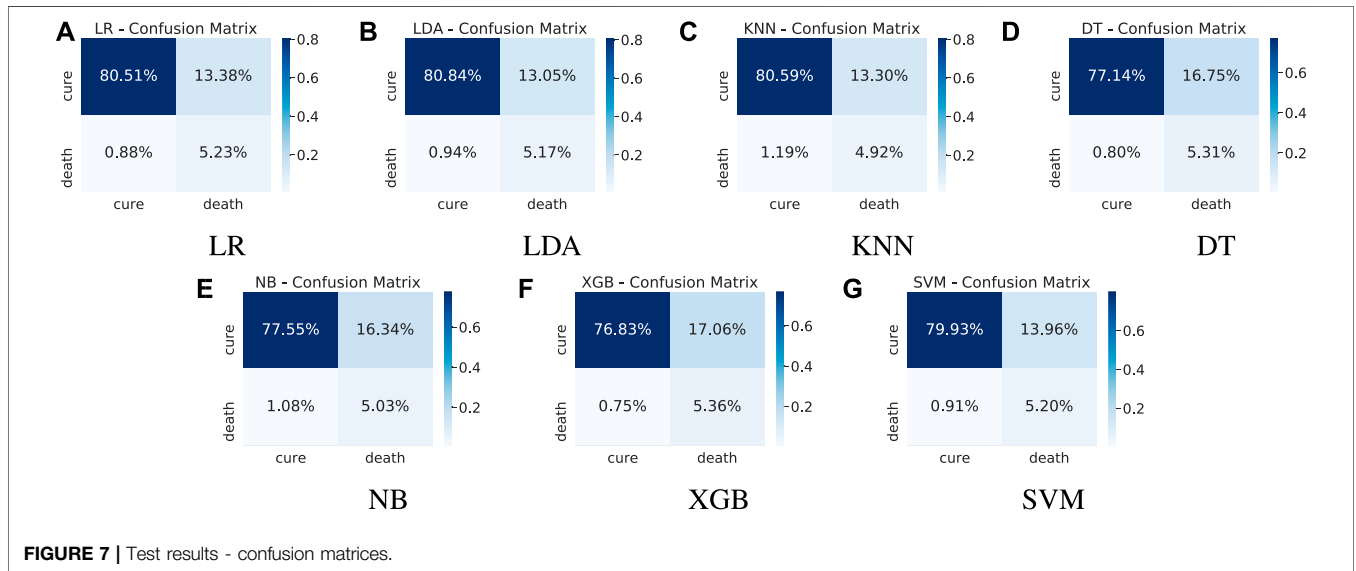 A LR - Confusion Matrix
cure 80.51% 13.38%
death 0.88% 5.23%
cure death
0.8
0.6
0.4
0.2
LR
B LDA - Confusion Matrix
cure 80.84% 13.05%
death 0.94% 5.17%
cure death
0.8
0.6
0.4
0.2
LDA
C KNN - Confusion Matrix
cure 80.59% 13.30%
death 1.19% 4.92%
cure death
0.8
0.6
0.4
0.2
KNN
D DT - Confusion Matrix
cure 77.14% 16.75%
death 0.80% 5.31%
cure death
0.6
0.4
0.2
DT
E NB - Confusion Matrix
cure 77.55% 16.34%
death 1.08% 5.03%
cure death
0.6
0.4
0.2
NB
F XGB - Confusion Matrix
cure 76.83% 17.06%
death 0.75% 5.36%
cure death
0.6
0.4
0.2
XGB
G SVM - Confusion Matrix
cure 79.93% 13.96%
death 0.91% 5.20%
cure death
0.6
0.4
0.2
SVM
FIGURE 7 | Test results - confusion matrices.